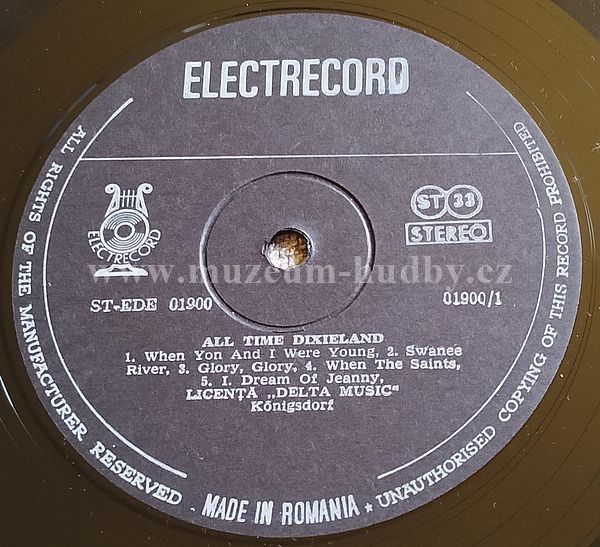 ELECTRECORD
ELECTRECORD
ST 33
STEREO
www.muzeum-hudby.cz
ST-EDE 01900
01900/1
ALL TIME DIXIELAND
1. When Yon And I Were Young, 2. Swanee
River, 3. Glory, Glory, 4. When The Saints,
5. I. Dream Of Jeanny,
LICENȚA „DELTA MUSIC"
Kőnigsdorf
ALL RIGHTS OF THE MANUFACTURER RESERVED
MADE IN ROMANIA
UNAUTHORISED COPYING OF THIS RECORD PROHIBITED